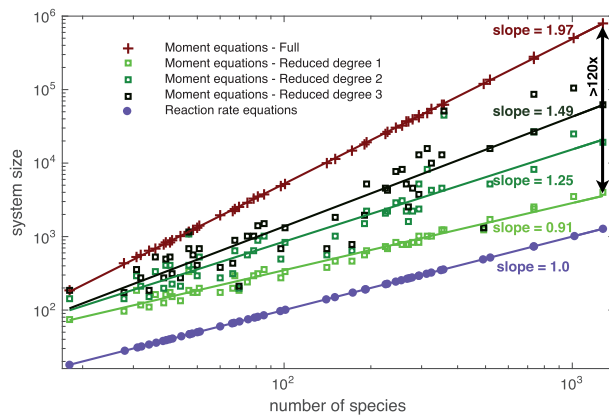 10^6
10^5
10^4
10^3
10^2
system size
Moment equations - Full
Moment equations - Reduced degree 1
Moment equations - Reduced degree 2
Moment equations - Reduced degree 3
Reaction rate equations
slope = 1.97
>120x
slope = 1.49
slope = 1.25
slope = 0.91
slope = 1.0
10^2
10^3
number of species